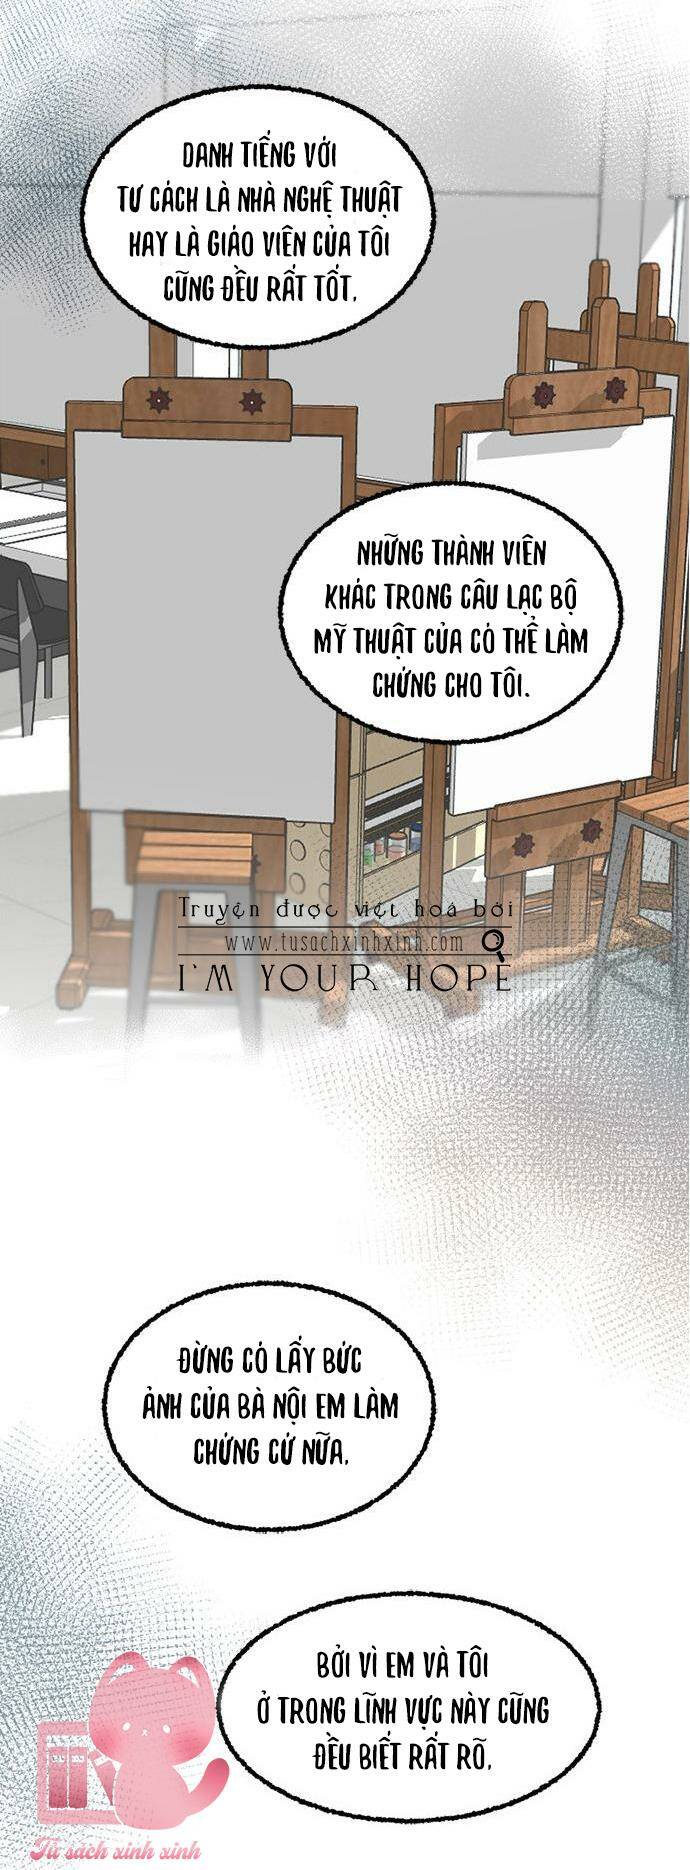 DANH TIẾNG VỚI
TƯ CÁCH LÀ NHÀ NGHỆ THUẬT
HAY LÀ GIÁO VIÊN CỦA TÔI
CŨNG ĐỀU RẤT TỐT.
NHỮNG THÀNH VIÊN
KHÁC TRONG CÂU LẠC BỘ
MỸ THUẬT CỦA CÓ THỂ LÀM
CHỨNG CHO TÔI.
Truyện được việt hoá bởi
www.tusachxinhxinh.com
I'M YOUR HOPE
ĐỪNG CÓ LẤY BỨC
ẢNH CỦA BÀ NỘI EM LÀM
CHỨNG CỨ NỮA.
BỞI VÌ EM VÀ TÔI
Ở TRONG LĨNH VỰC NÀY CŨNG
ĐỀU BIẾT RẤT RÕ.
Tủ sách xinh xinh